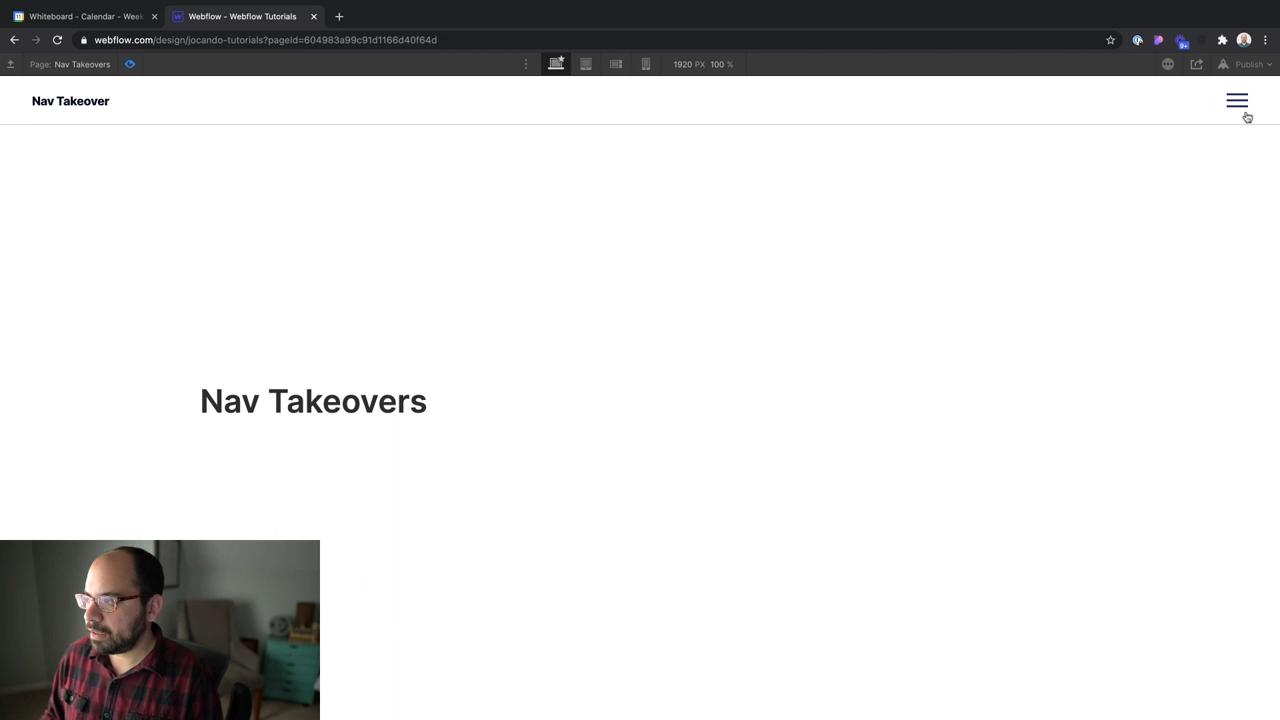 Whiteboard - Calendar - Week
Webflow - Webflow Tutorials
webflow.com/design/jocando-tutorials?pageId=604983a99c91d1166d40f64d
9+
Page: Nav Takeovers
1920 PX 100 %
Publish
Nav Takeover
Nav Takeovers